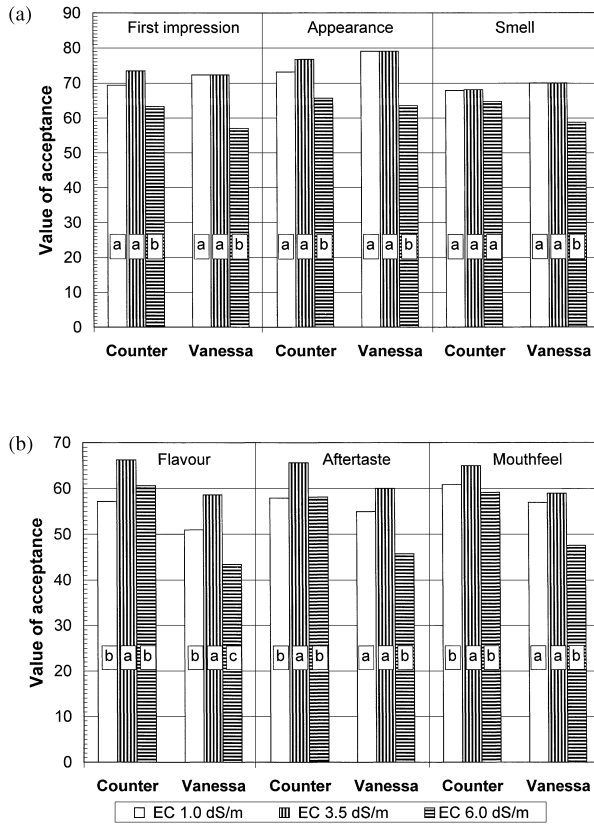 (a)
First impression Appearance Smell
Value of acceptance
90
80
70
60
50
40
30
20
10
0
a a b a a b a a b a a b a a a a a b
Counter Vanessa Counter Vanessa Counter Vanessa
(b)
Flavour Aftertaste Mouthfeel
Value of acceptance
70
60
50
40
30
20
10
0
b a b b a c b a b a a b b a b a a b
Counter Vanessa Counter Vanessa Counter Vanessa
EC 1.0 dS/m EC 3.5 dS/m EC 6.0 dS/m